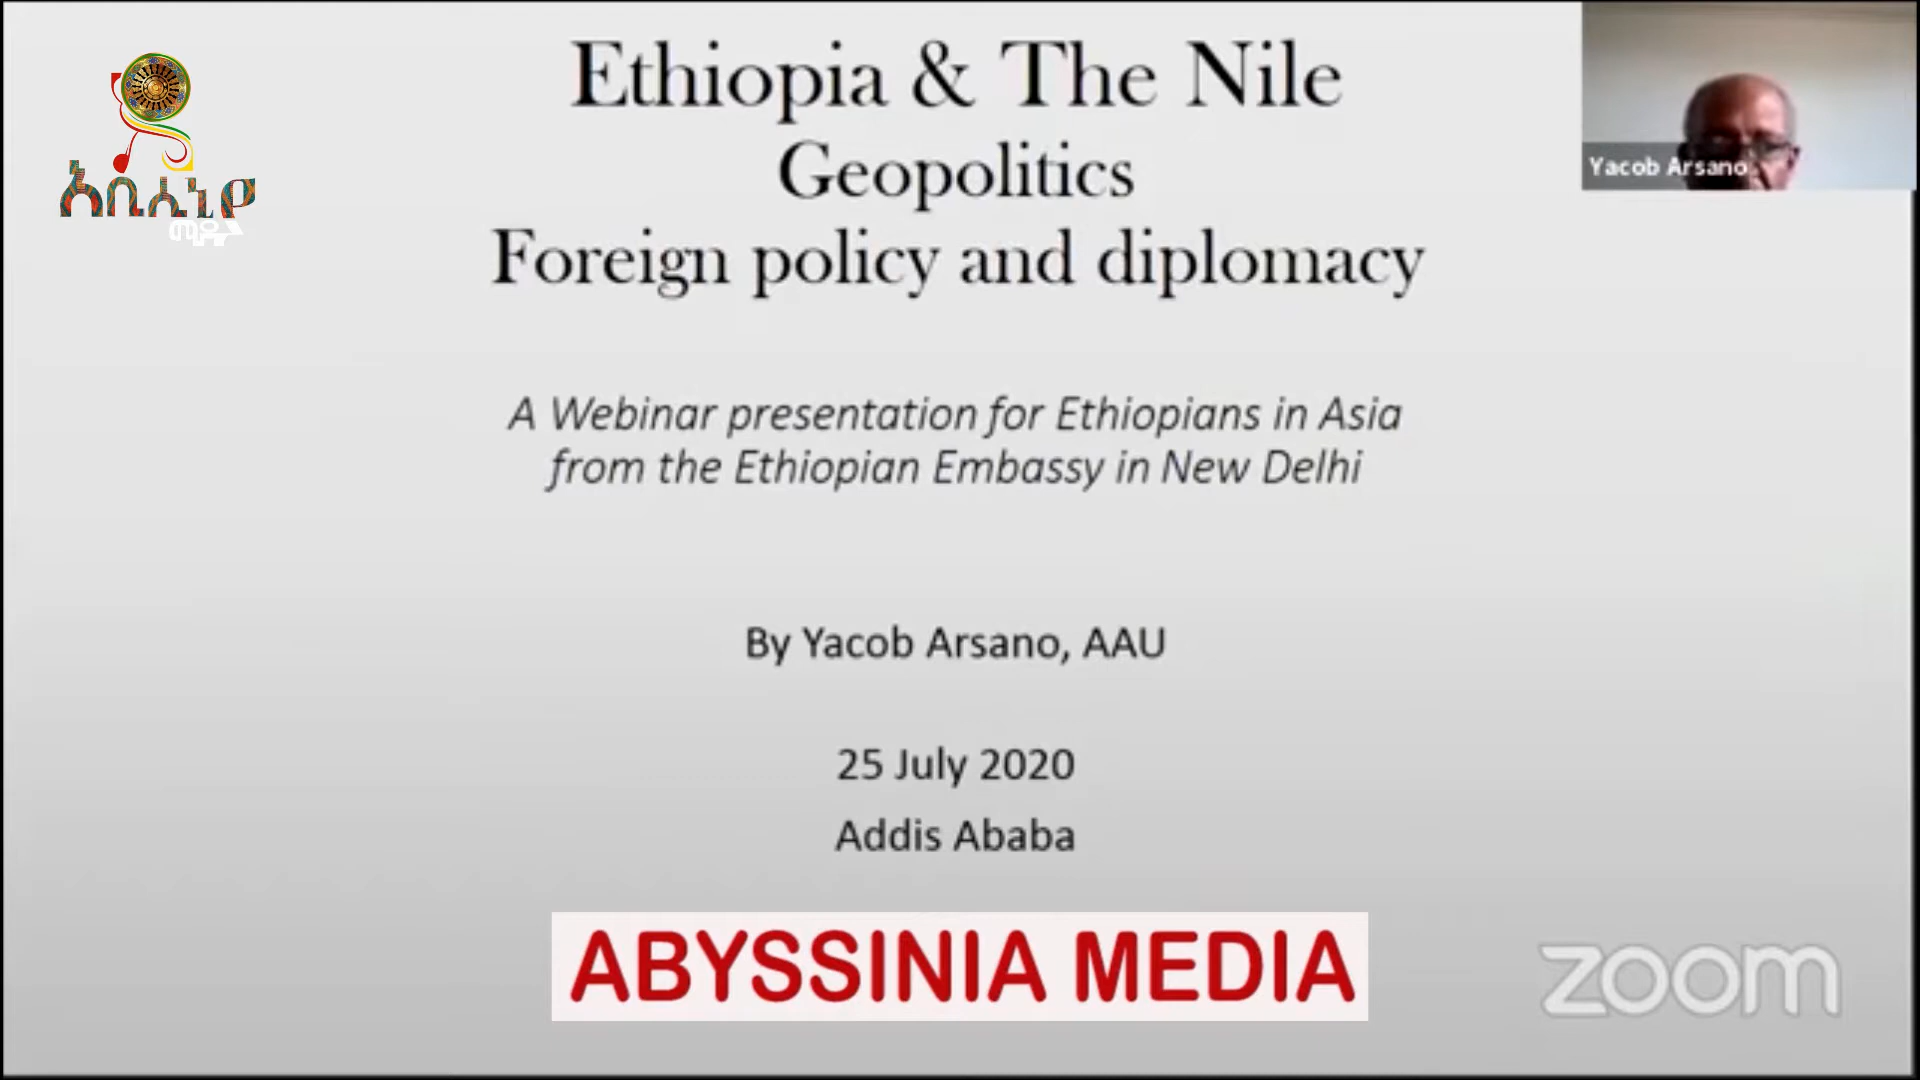 Ethiopia & The Nile
Geopolitics
Foreign policy and diplomacy
Yacob Arsano
አቢሲኒያ
ሚዲያ
A Webinar presentation for Ethiopians in Asia
from the Ethiopian Embassy in New Delhi
By Yacob Arsano, AAU
25 July 2020
Addis Ababa
ABYSSINIA MEDIA
zoom